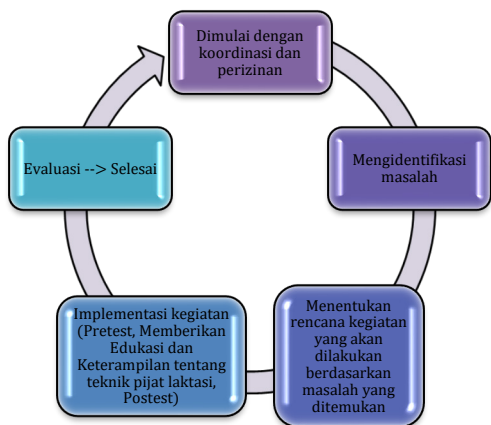 Dimulai dengan
koordinasi dan
perizinan
Mengidentifikasi
masalah
Menentukan
rencana kegiatan
yang akan
dilakukan
berdasarkan
masalah yang
ditemukan
Implementasi kegiatan
(Pretest, Memberikan
Edukasi dan
Keterampilan tentang
teknik pijat laktasi,
Postest)
Evaluasi --> Selesai